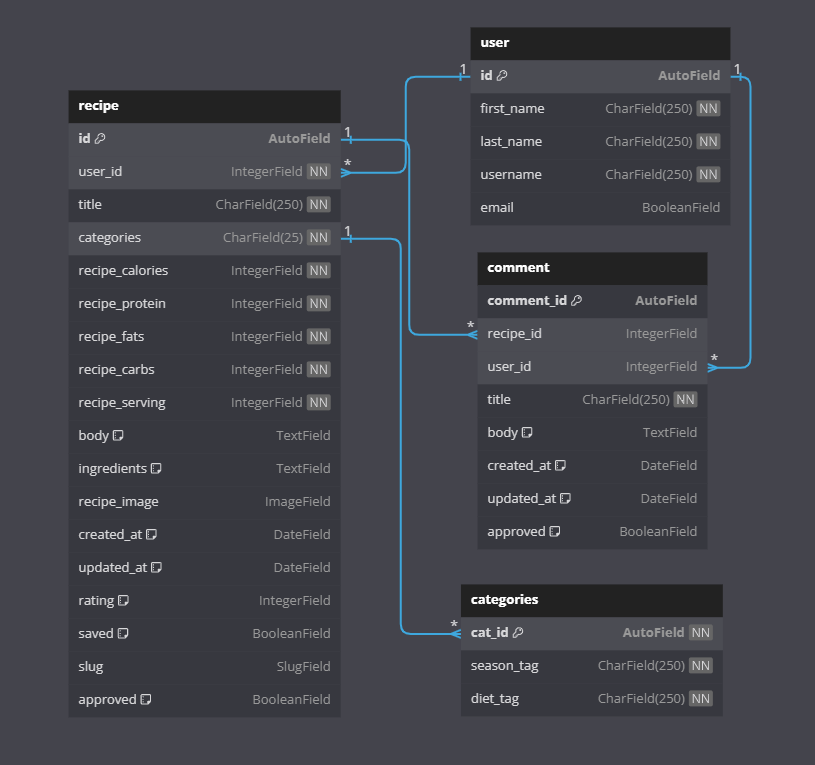 recipe
id AutoField
user_id IntegerField NN
title CharField(250) NN
categories CharField(25) NN
recipe_calories IntegerField NN
recipe_protein IntegerField NN
recipe_fats IntegerField NN
recipe_carbs IntegerField NN
recipe_serving IntegerField NN
body TextField
ingredients TextField
recipe_image ImageField
created_at DateField
updated_at DateField
rating IntegerField
saved BooleanField
slug SlugField
approved BooleanField
1
*
1
user
1 id AutoField 1
first_name CharField(250) NN
last_name CharField(250) NN
username CharField(250) NN
email BooleanField
comment
comment_id AutoField
* recipe_id IntegerField
user_id IntegerField *
title CharField(250) NN
body TextField
created_at DateField
updated_at DateField
approved BooleanField
categories
* cat_id AutoField NN
season_tag CharField(250) NN
diet_tag CharField(250) NN